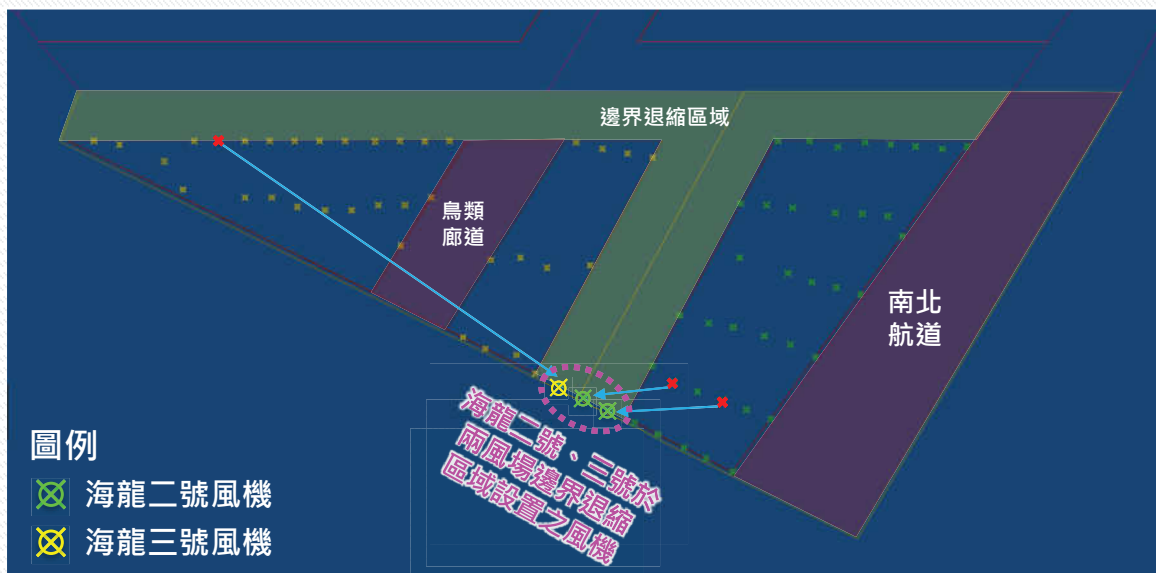 邊界退縮區域
鳥類
廊道
南北
航道
海龍二號、三號於
兩風場邊界退縮
區域設置之風機
圖例
海龍二號風機
海龍三號風機